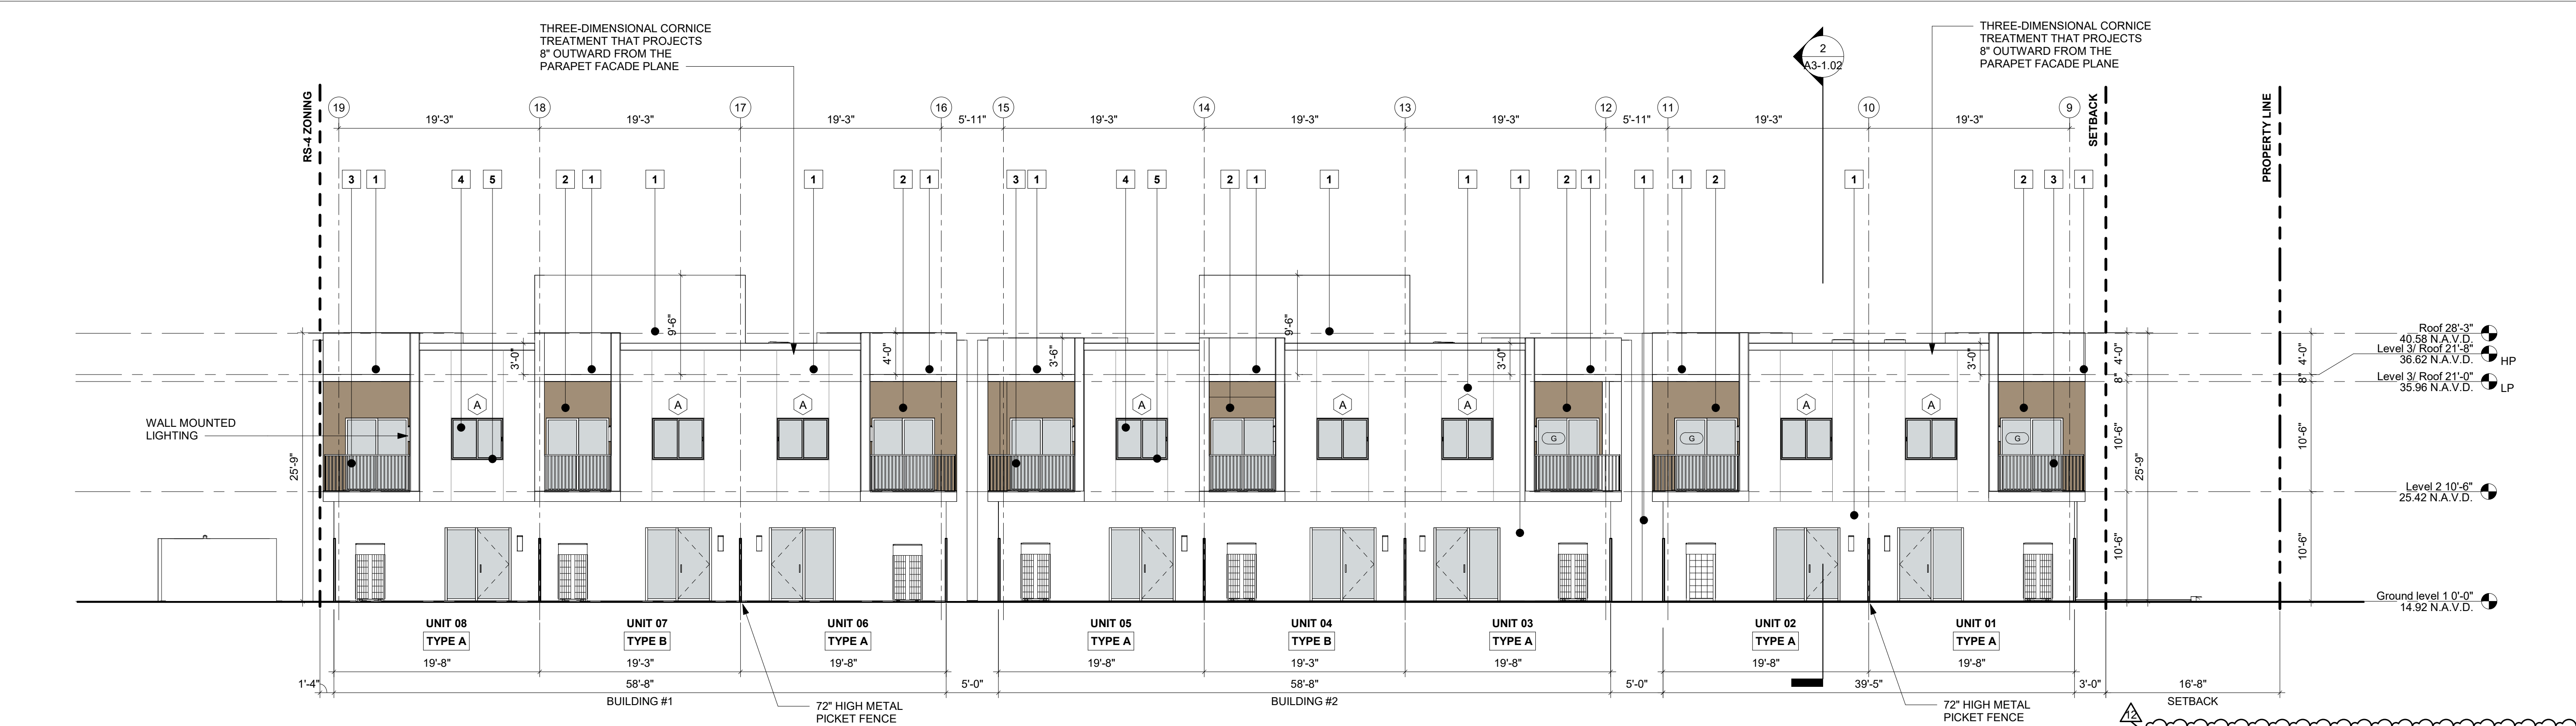 THREE-DIMENSIONAL CORNICE
TREATMENT THAT PROJECTS
8" OUTWARD FROM THE
PARAPET FACADE PLANE
THREE-DIMENSIONAL CORNICE
TREATMENT THAT PROJECTS
8" OUTWARD FROM THE
PARAPET FACADE PLANE
2
A3-1.02
RS-4 ZONING
SETBACK
PROPERTY LINE
19 18 17 16 15 14 13 12 11 10 9
19'-3" 19'-3" 19'-3" 5'-11" 19'-3" 19'-3" 19'-3" 5'-11" 19'-3" 19'-3"
3 1 4 5 2 1 1 1 2 1 3 1 4 5 2 1 1 1 1 2 1 1 1 2 1 2 3 1
9'-6" 9'-6"
3'-0" 4'-0" 3'-6" 3'-0" 3'-0" 4'-0" 4'-0"
8" 8"
Roof 28'-3"
40.58 N.A.V.D.
Level 3/ Roof 21'-8"
36.62 N.A.V.D.
HP
Level 3/ Roof 21'-0"
35.96 N.A.V.D.
LP
A A A A A A A A
WALL MOUNTED
LIGHTING
G G G
25'-9" 10'-6" 25'-9" 10'-6"
Level 2 10'-6"
25.42 N.A.V.D.
10'-6" 10'-6"
Ground level 1 0'-0"
14.92 N.A.V.D.
UNIT 08 UNIT 07 UNIT 06 UNIT 05 UNIT 04 UNIT 03 UNIT 02 UNIT 01
TYPE A TYPE B TYPE A TYPE A TYPE B TYPE A TYPE A TYPE A
19'-8" 19'-3" 19'-8" 19'-8" 19'-3" 19'-8" 19'-8" 19'-8"
1'-4" 58'-8" 5'-0" 58'-8" 5'-0" 39'-5" 3'-0" 16'-8"
BUILDING #1 BUILDING #2 SETBACK
72" HIGH METAL
PICKET FENCE
72" HIGH METAL
PICKET FENCE
12